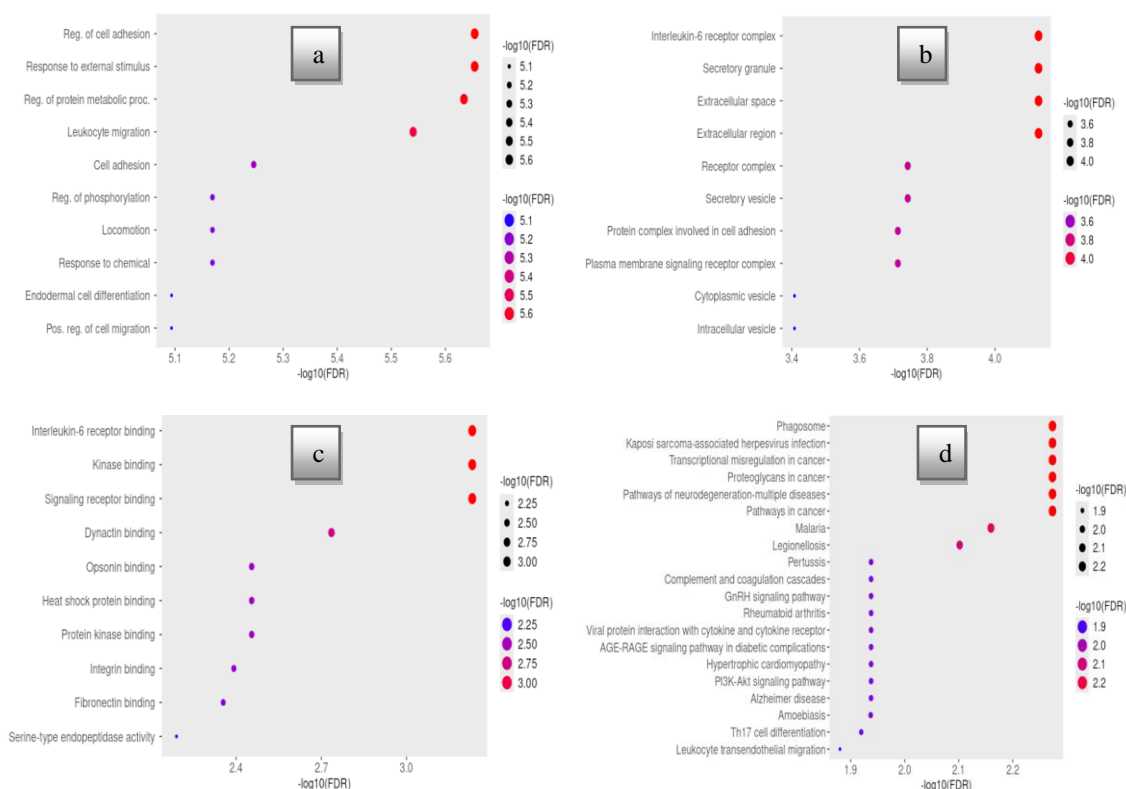 a
Reg. of cell adhesion
Response to external stimulus
Reg. of protein metabolic proc.
Leukocyte migration
Cell adhesion
Reg. of phosphorylation
Locomotion
Response to chemical
Endodermal cell differentiation
Pos. reg. of cell migration
5.1 5.2 5.3 5.4 5.5 5.6
-log10(FDR)
-log10(FDR)
5.1
5.2
5.3
5.4
5.5
5.6
-log10(FDR)
5.1
5.2
5.3
5.4
5.5
5.6
b
Interleukin-6 receptor complex
Secretory granule
Extracellular space
Extracellular region
Receptor complex
Secretory vesicle
Protein complex involved in cell adhesion
Plasma membrane signaling receptor complex
Cytoplasmic vesicle
Intracellular vesicle
3.4 3.6 3.8 4.0
-log10(FDR)
-log10(FDR)
3.6
3.8
4.0
-log10(FDR)
3.6
3.8
4.0
c
Interleukin-6 receptor binding
Kinase binding
Signaling receptor binding
Dynactin binding
Opsonin binding
Heat shock protein binding
Protein kinase binding
Integrin binding
Fibronectin binding
Serine-type endopeptidase activity
2.4 2.7 3.0
-log10(FDR)
-log10(FDR)
2.25
2.50
2.75
3.00
-log10(FDR)
2.25
2.50
2.75
3.00
d
Phagosome
Kaposi sarcoma-associated herpesvirus infection
Transcriptional misregulation in cancer
Proteoglycans in cancer
Pathways of neurodegeneration-multiple diseases
Pathways in cancer
Malaria
Legionellosis
Pertussis
Complement and coagulation cascades
GnRH signaling pathway
Rheumatoid arthritis
Viral protein interaction with cytokine and cytokine receptor
AGE-RAGE signaling pathway in diabetic complications
Hypertrophic cardiomyopathy
PI3K-Akt signaling pathway
Alzheimer disease
Amoebiasis
Th17 cell differentiation
Leukocyte transendothelial migration
1.9 2.0 2.1 2.2
-log10(FDR)
-log10(FDR)
1.9
2.0
2.1
2.2
-log10(FDR)
1.9
2.0
2.1
2.2